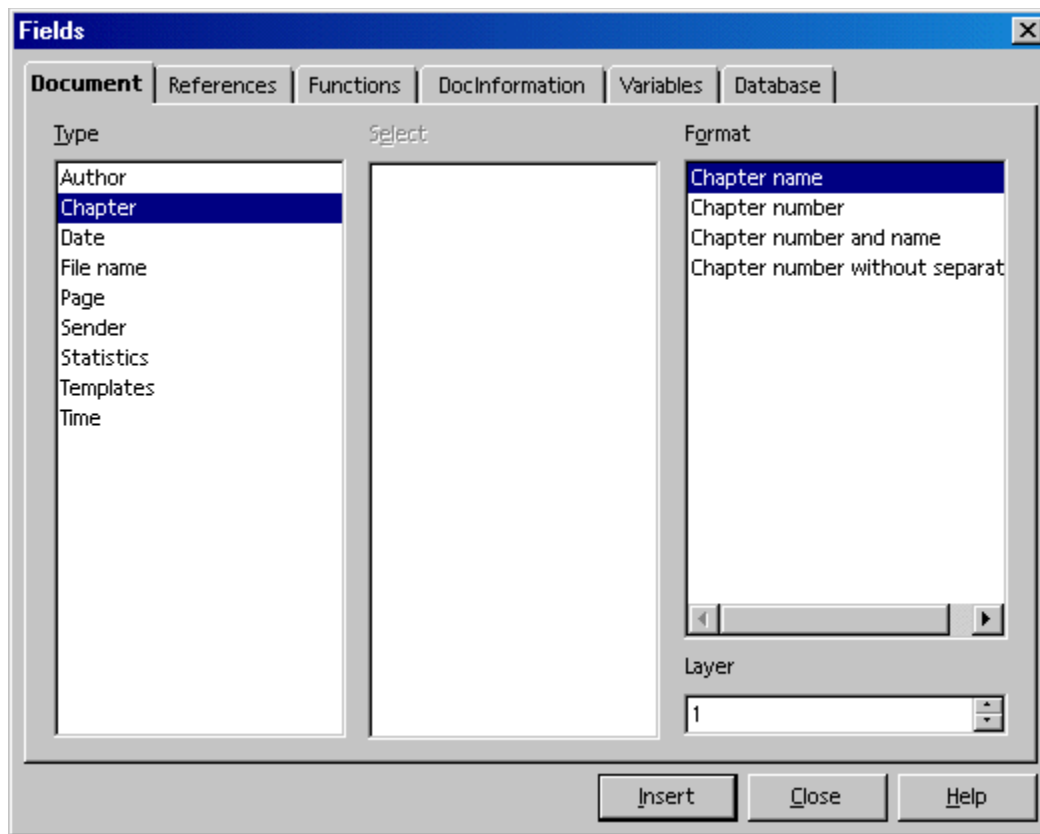 Fields
Document References Functions DocInformation Variables Database
Type
Author
Chapter
Date
File name
Page
Sender
Statistics
Templates
Time
Select
Format
Chapter name
Chapter number
Chapter number and name
Chapter number without separat
Layer
1
Insert Close Help